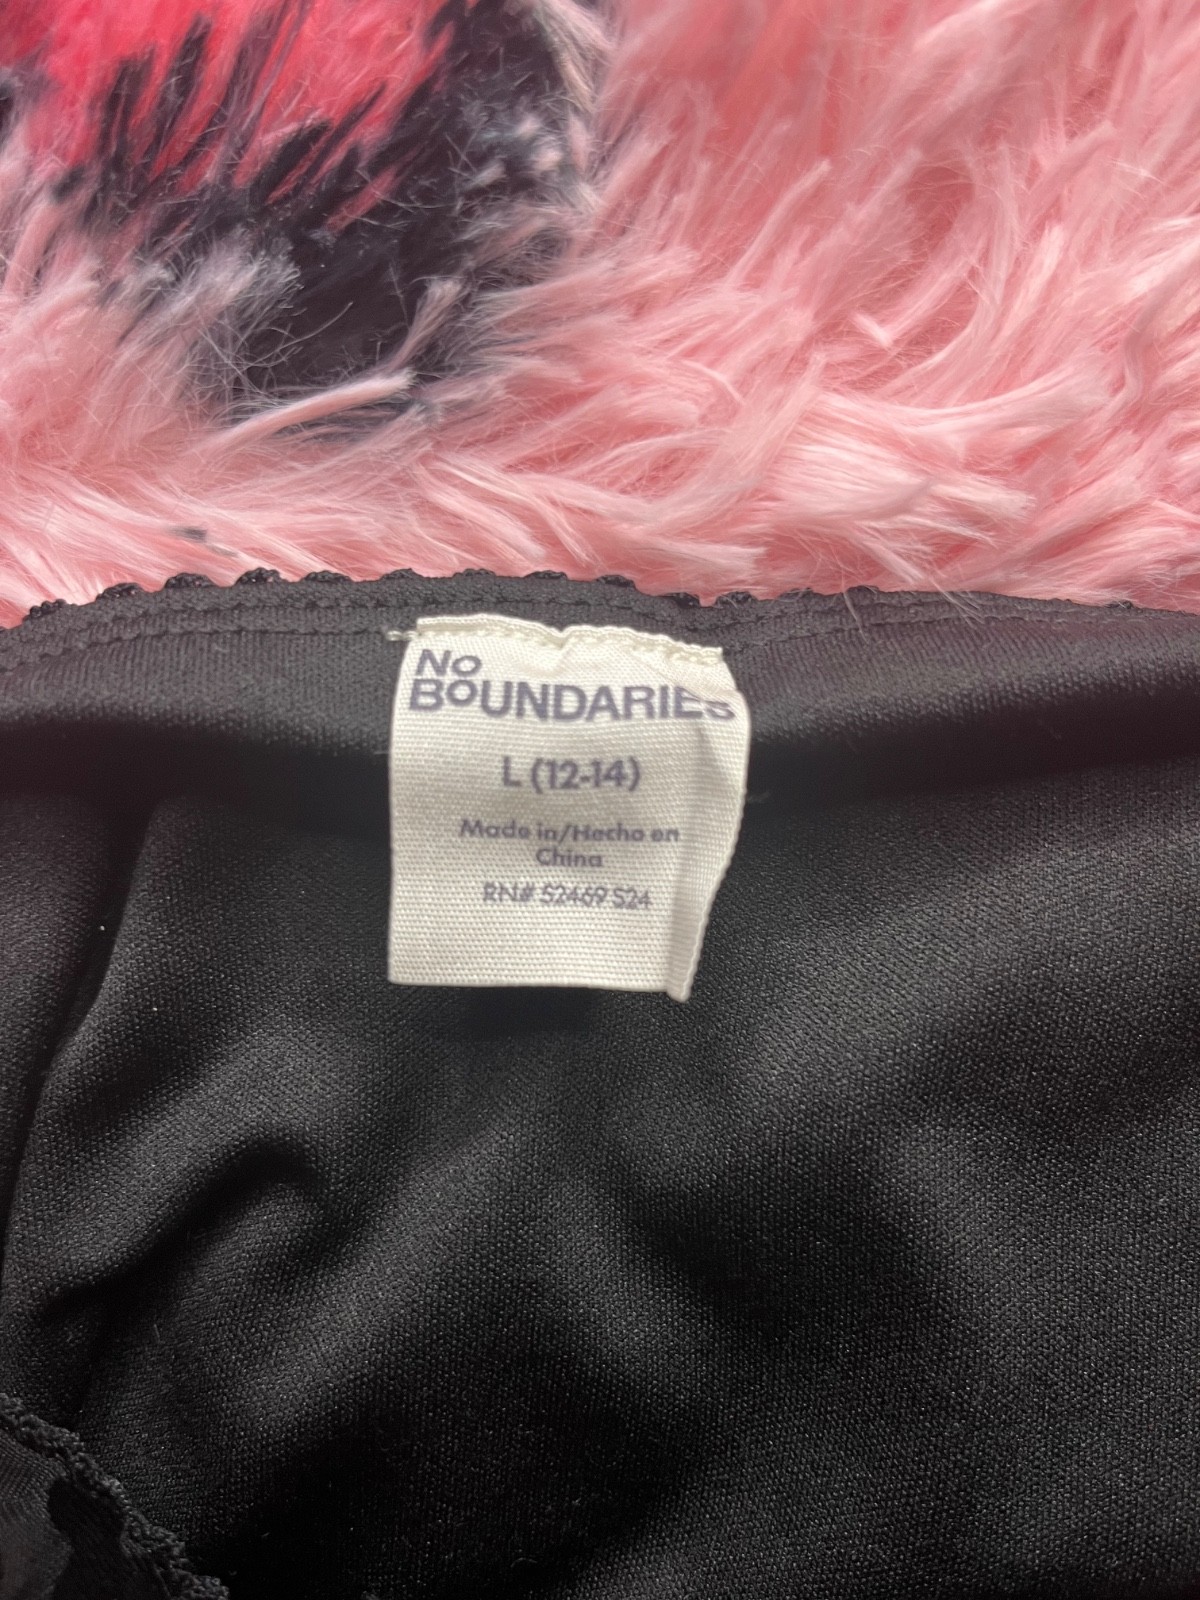 No
BoUNDARIES
L (12-14)
Made in/Hecho en
China
RN# 52469 S24